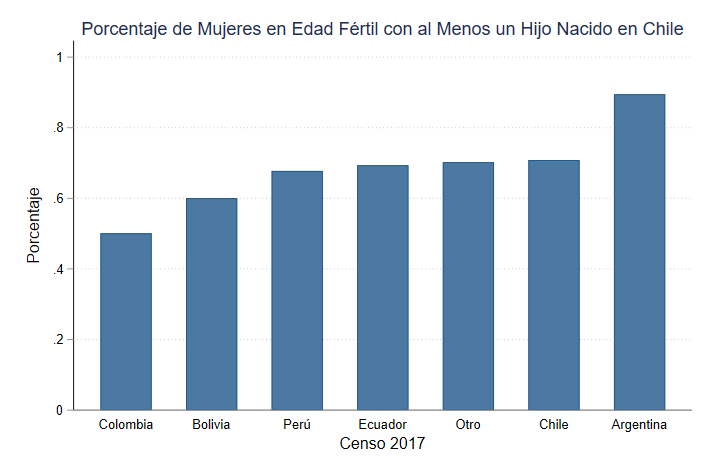 Porcentaje de Mujeres en Edad Fértil con al Menos un Hijo Nacido en Chile
Porcentaje
1
.8
.6
.4
.2
0
Colombia Bolivia Perú Ecuador Otro Chile Argentina
Censo 2017